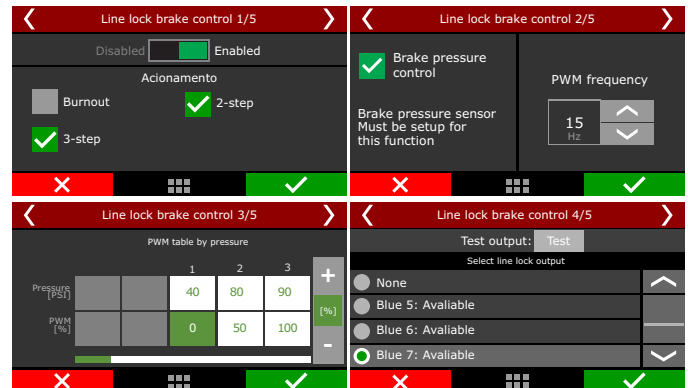 Line lock brake control 1/5
Disabled Enabled
Acionamento
Burnout
2-step
3-step
Line lock brake control 2/5
Brake pressure
control
Brake pressure sensor
Must be setup for
this function
PWM frequency
15
Hz
Line lock brake control 3/5
PWM table by pressure
1 2 3
Pressure
[PSI]
40 80 90
PWM
[%]
0 50 100
+
[%]
-
Line lock brake control 4/5
Test output: Test
Select line lock output
None
Blue 5: Avaliable
Blue 6: Avaliable
Blue 7: Avaliable